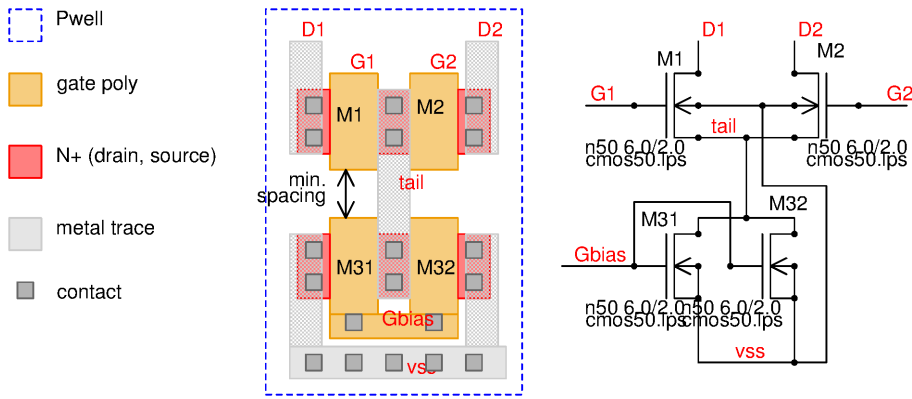 Pwell
gate poly
N+ (drain, source)
metal trace
contact
D1
D2
G1
G2
M1
M2
min.
spacing
tail
M31
M32
Gbias
vss
D1
D2
M1
M2
G1
G2
tail
n50 6.0/2.0
cmos50.lps
n50 6.0/2.0
cmos50.lps
M31
M32
Gbias
n50 6.0/2.0
cmos50.lps
n50 6.0/2.0
cmos50.lps
vss